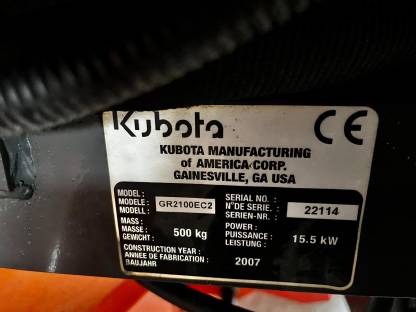 Kubota CE
KUBOTA MANUFACTURING
of AMERICA CORP.
GAINESVILLE, GA USA
MODEL :
MODELE :
MODELL :
GR2100EC2
SERIAL NO. :
N°DE SERIE :
SERIEN-NR. :
22114
MASS :
MASSE :
GEWICHT :
500 kg
POWER :
PUISSANCE :
LEISTUNG :
15.5 kW
CONSTRUCTION YEAR :
ANNEE DE FABRICATION :
BAUJAHR
2007